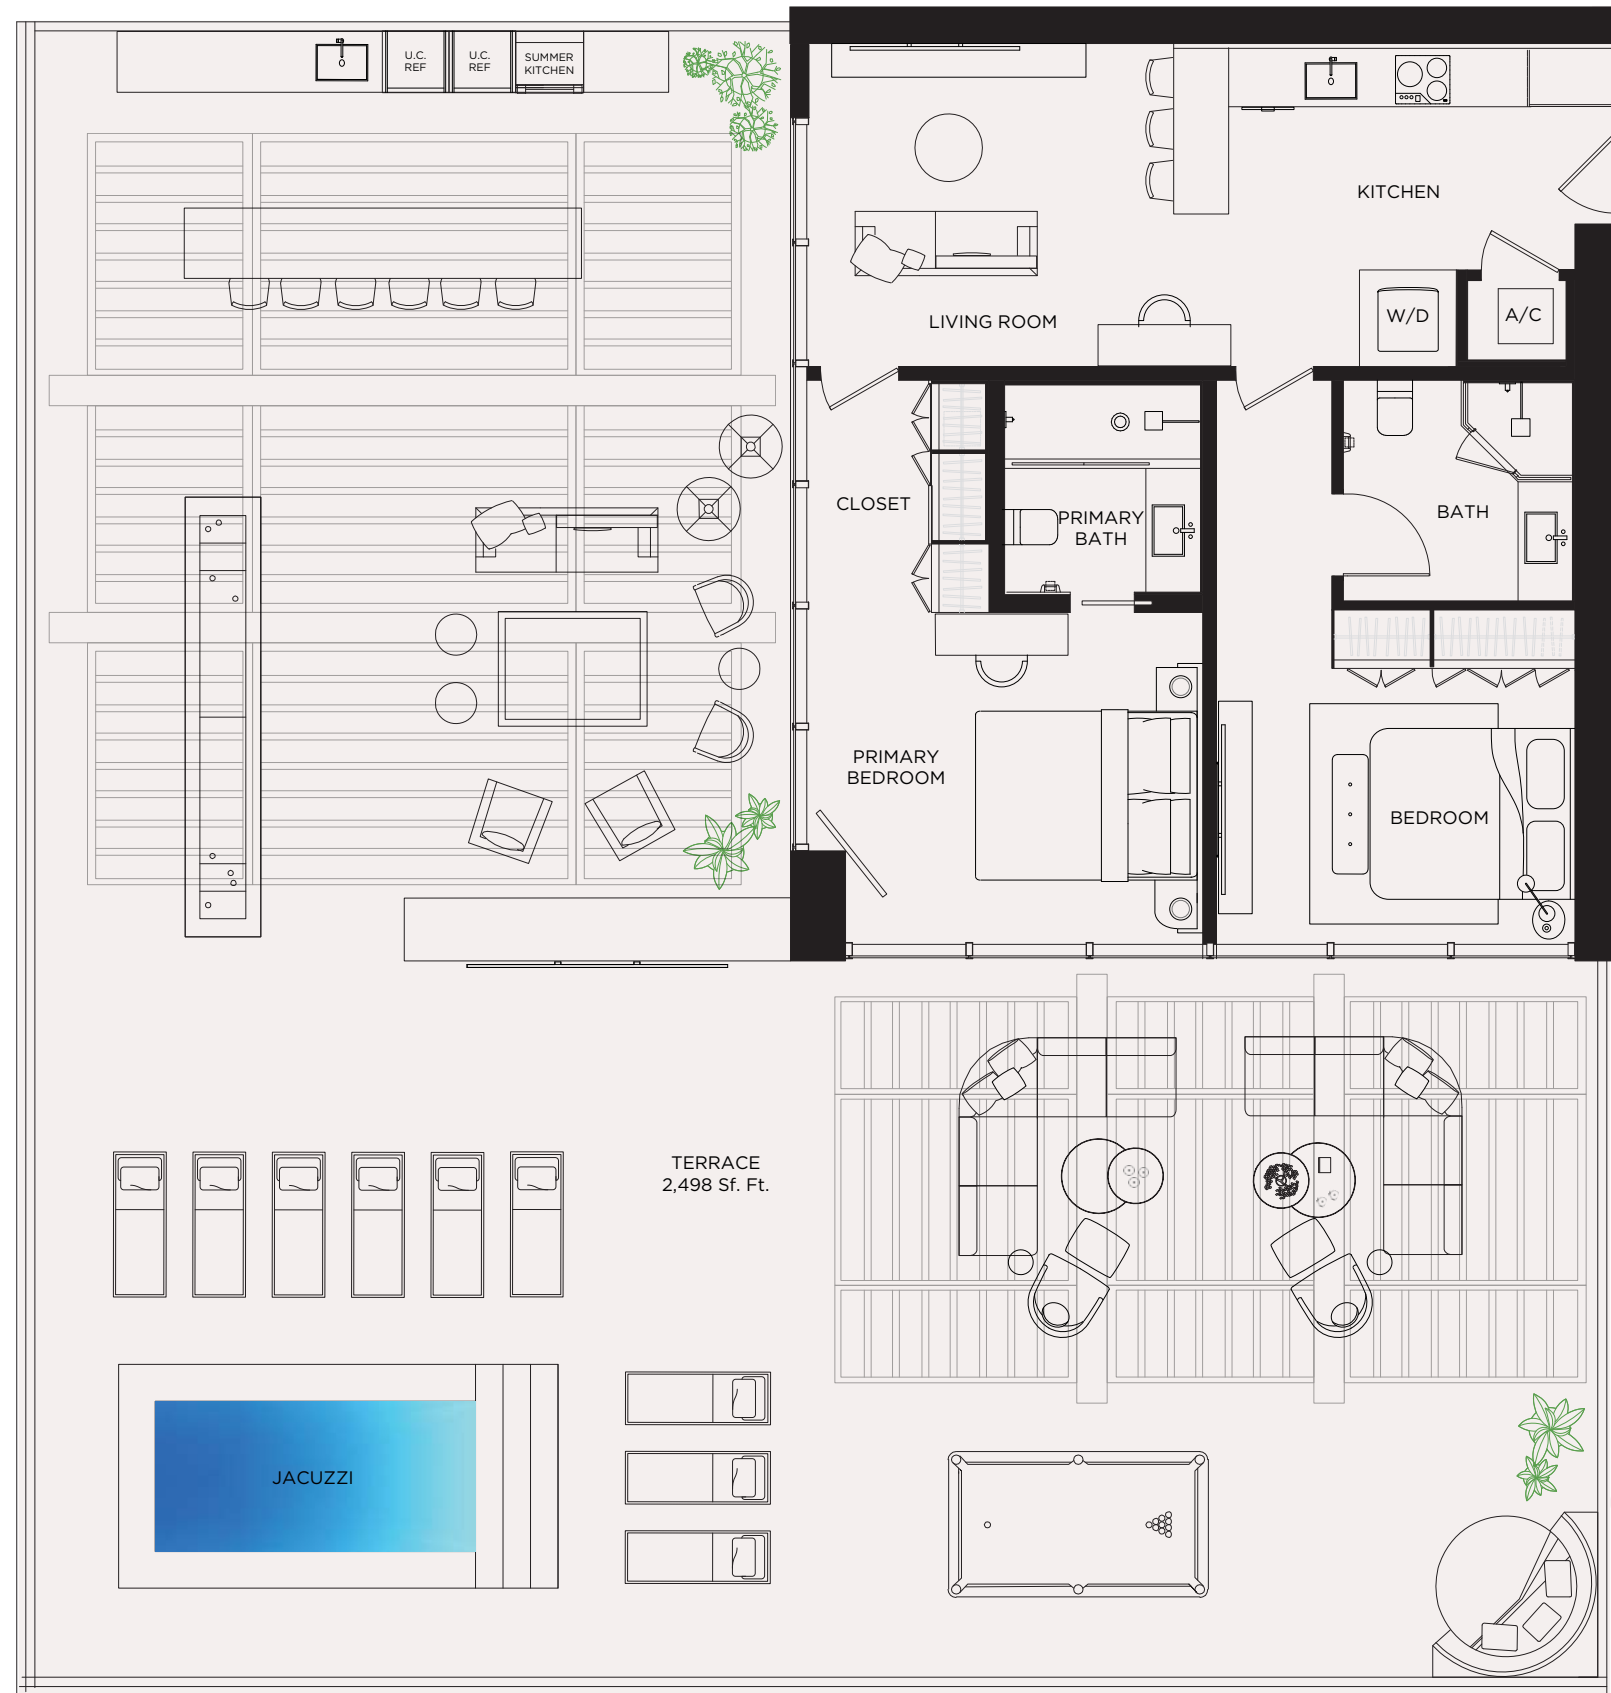 U.C.
REF
U.C.
REF
SUMMER
KITCHEN
KITCHEN
LIVING ROOM
W/D
A/C
CLOSET
PRIMARY
BATH
BATH
PRIMARY
BEDROOM
BEDROOM
TERRACE
2,498 Sf. Ft.
JACUZZI